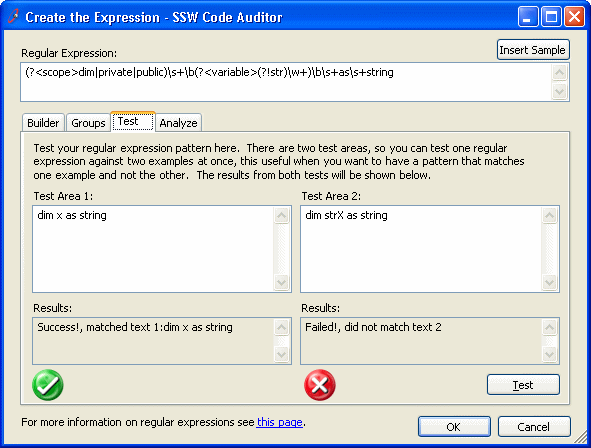 Create the Expression - SSW Code Auditor
Regular Expression:
Insert Sample
(?<scope>dim|private|public)\s+\b(?<variable>(?!str)\w+)\b\s+as\s+string
Builder Groups Test Analyze
Test your regular expression pattern here.  There are two test areas, so you can test one regular
expression against two examples at once, this useful when you want to have a pattern that matches
one example and not the other.  The results from both tests will be shown below.
Test Area 1: Test Area 2:
dim x as string dim strX as string
Results: Results:
Success!, matched text 1:dim x as string Failed!, did not match text 2
Test
For more information on regular expressions see this page.
OK Cancel